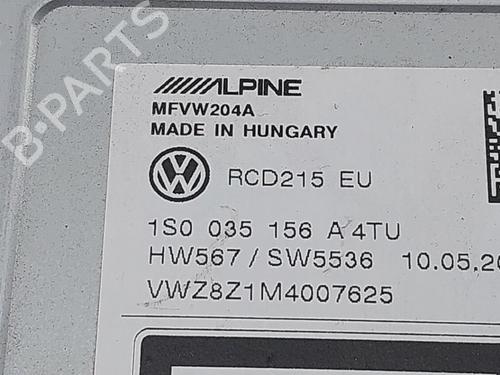 B-PARTS
ALPINE
MFVW204A
MADE IN HUNGARY
RCD215 EU
1S0 035 156 A 4TU
HW567 / SW5536 10.05.20
VWZ8Z1M4007625